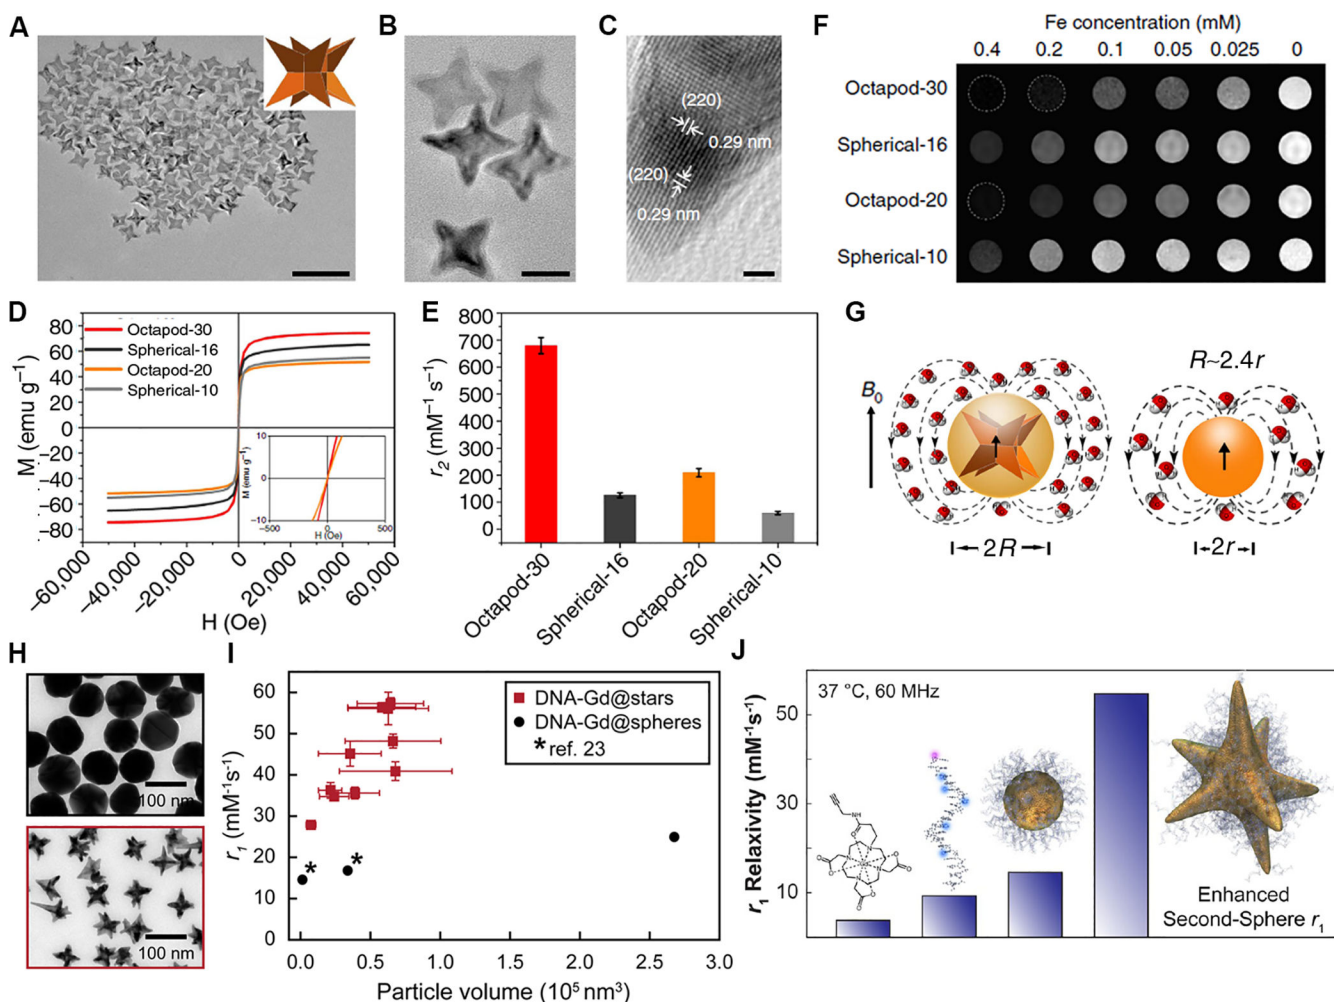 A
B
C
(220)
0.29 nm
(220)
0.29 nm
F
Fe concentration (mM)
0.4 0.2 0.1 0.05 0.025 0
Octapod-30
Spherical-16
Octapod-20
Spherical-10
D
80
60
40
20
0
−20
−40
−60
−80
M (emu g⁻¹)
Octapod-30
Spherical-16
Octapod-20
Spherical-10
10
0
−10
M (emu g⁻¹)
−500 0 500
H (Oe)
−60,000
−40,000
−20,000
0
20,000
40,000
60,000
H (Oe)
E
800
700
600
500
400
300
200
100
0
r₂ (mM⁻¹ s⁻¹)
Octapod-30
Spherical-16
Octapod-20
Spherical-10
G
B₀
R~2.4r
2R
2r
H
100 nm
100 nm
I
60
50
40
30
20
10
0
r₁ (mM⁻¹s⁻¹)
DNA-Gd@stars
DNA-Gd@spheres
* ref. 23
*
*
0.0 0.5 1.0 1.5 2.0 2.5 3.0
Particle volume (10⁵ nm³)
J
37 °C, 60 MHz
50
30
10
r₁ Relaxivity (mM⁻¹s⁻¹)
NH
Enhanced
Second-Sphere r₁